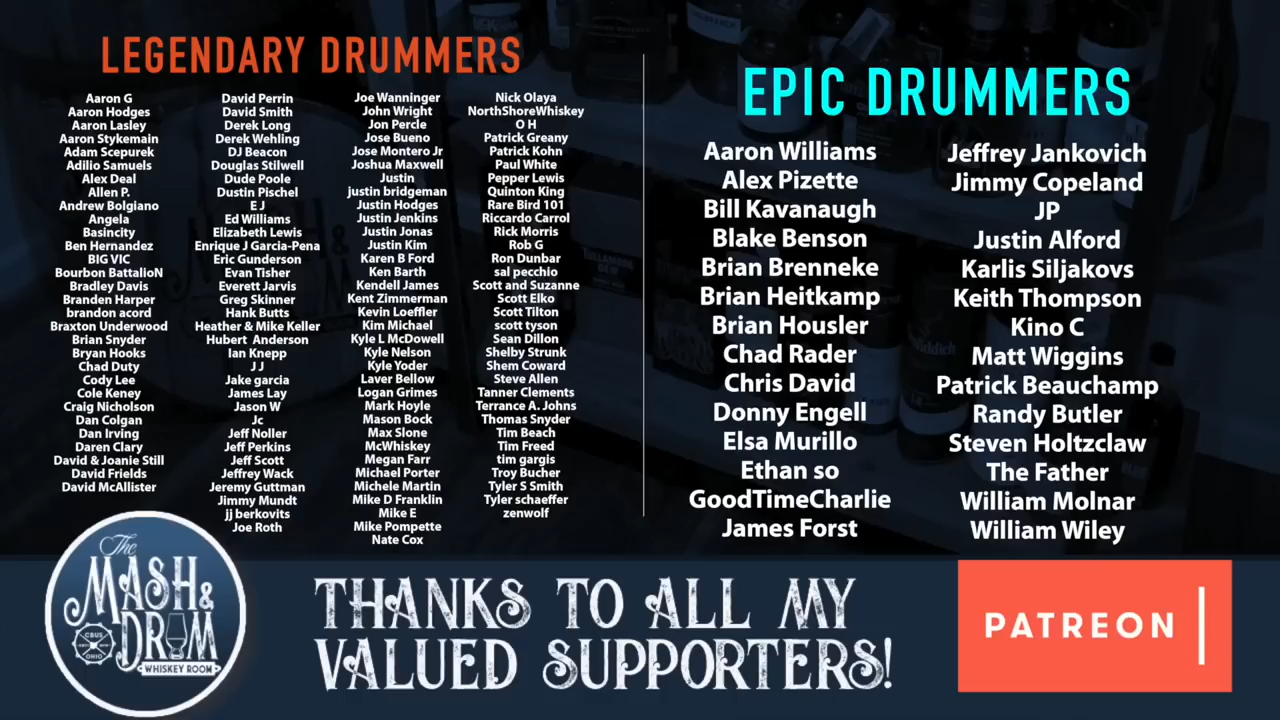 LEGENDARY DRUMMERS
Aaron G
Aaron Hodges
Aaron Lasley
Aaron Stykemain
Adam Scepurek
Adilio Samuels
Alex Deal
Allen P.
Andrew Bolgiano
Angela
Basincity
Ben Hernandez
BIG VIC
Bourbon BattalioN
Bradley Davis
Branden Harper
brandon acord
Braxton Underwood
Brian Snyder
Bryan Hooks
Chad Duty
Cody Lee
Cole Keney
Craig Nicholson
Dan Colgan
Dan Irving
Daren Clary
David & Joanie Still
David Fields
David McAllister
David Perrin
David Smith
Derek Long
Derek Wehling
DJ Beacon
Douglas Stilwell
Dude Poole
Dustin Pischel
E J
Ed Williams
Elizabeth Lewis
Enrique J Garcia-Pena
Eric Gunderson
Evan Tisher
Everett Jarvis
Greg Skinner
Hank Butts
Heather & Mike Keller
Hubert Anderson
Ian Knepp
J J
Jake garcia
James Lay
Jason W
Jc
Jeff Noller
Jeff Perkins
Jeff Scott
Jeffrey Wack
Jeremy Guttman
Jimmy Mundt
jj berkovits
Joe Roth
Joe Wanninger
John Wright
Jon Percle
Jose Bueno
Jose Montero Jr
Joshua Maxwell
Justin
justin bridgeman
Justin Hodges
Justin Jenkins
Justin Jonas
Justin Kim
Karen B Ford
Ken Barth
Kendell James
Kent Zimmerman
Kevin Loeffler
Kim Michael
Kyle L McDowell
Kyle Nelson
Kyle Yoder
Laver Bellow
Logan Grimes
Mark Hoyle
Mason Bock
Max Slone
McWhiskey
Megan Farr
Michael Porter
Michele Martin
Mike D Franklin
Mike E
Mike Pompette
Nate Cox
Nick Olaya
NorthShoreWhiskey
O H
Patrick Greany
Patrick Kohn
Paul White
Pepper Lewis
Quinton King
Rare Bird 101
Riccardo Carrol
Rick Morris
Rob G
Ron Dunbar
sal pecchio
Scott and Suzanne
Scott Elko
Scott Tilton
scott tyson
Sean Dillon
Shelby Strunk
Shem Coward
Steve Allen
Tanner Clements
Terrance A. Johns
Thomas Snyder
Tim Beach
Tim Freed
tim gargis
Troy Bucher
Tyler S Smith
Tyler schaeffer
zenwolf
EPIC DRUMMERS
Aaron Williams
Alex Pizette
Bill Kavanaugh
Blake Benson
Brian Brenneke
Brian Heitkamp
Brian Housler
Chad Rader
Chris David
Donny Engell
Elsa Murillo
Ethan so
GoodTimeCharlie
James Forst
Jeffrey Jankovich
Jimmy Copeland
JP
Justin Alford
Karlis Siljakovs
Keith Thompson
Kino C
Matt Wiggins
Patrick Beauchamp
Randy Butler
Steven Holtzclaw
The Father
William Molnar
William Wiley
The
MASH &
DRUM
CBUS
OHIO
WHISKEY ROOM
THANKS TO ALL MY
VALUED SUPPORTERS!
PATREON